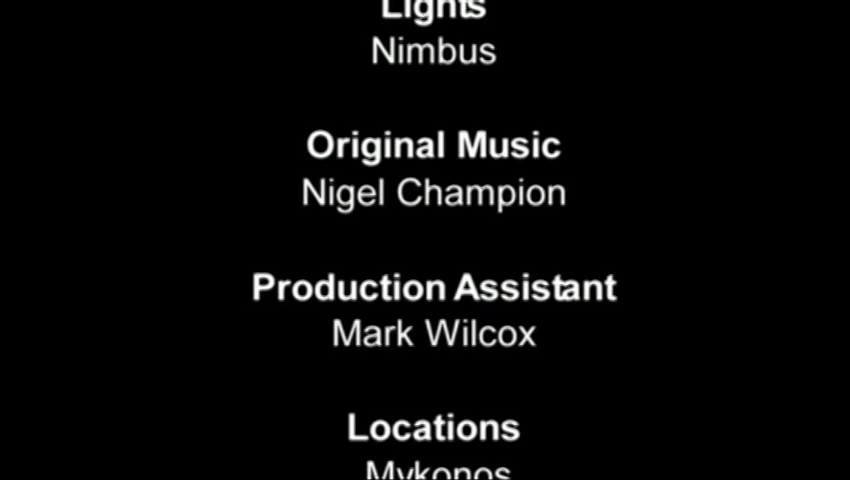 Lights
Nimbus
Original Music
Nigel Champion
Production Assistant
Mark Wilcox
Locations
Mykonos